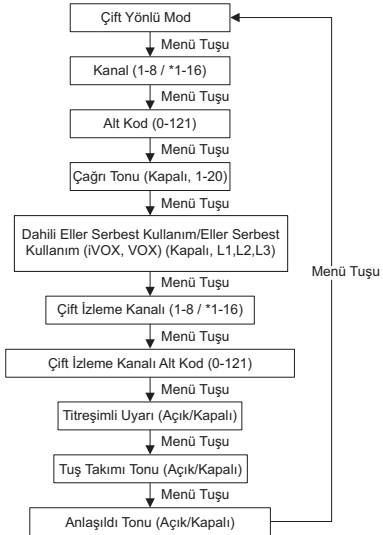 Çift Yönlü Mod
Menü Tuşu
Kanal (1-8 / *1-16)
Menü Tuşu
Alt Kod (0-121)
Menü Tuşu
Çağrı Tonu (Kapalı, 1-20)
Menü Tuşu
Dahili Eller Serbest Kullanım/Eller Serbest
Kullanım (iVOX, VOX) (Kapalı, L1,L2,L3)
Menü Tuşu
Menü Tuşu
Çift İzleme Kanalı (1-8 / *1-16)
Menü Tuşu
Çift İzleme Kanalı Alt Kod (0-121)
Menü Tuşu
Titreşimli Uyarı (Açık/Kapalı)
Menü Tuşu
Tuş Takımı Tonu (Açık/Kapalı)
Menü Tuşu
Anlaşıldı Tonu (Açık/Kapalı)